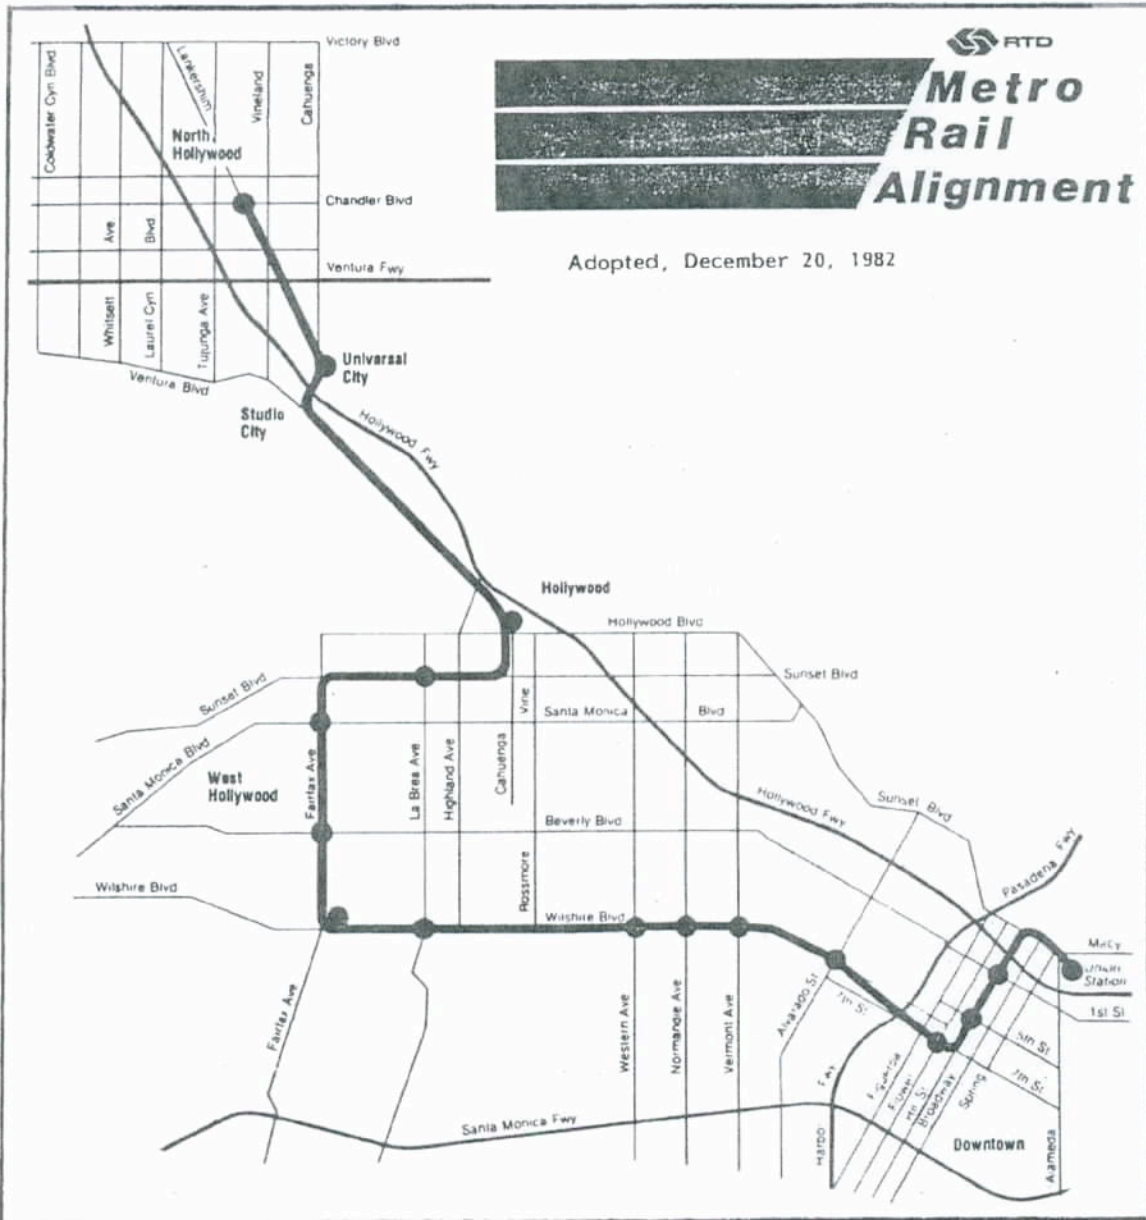 RTD
Metro
Rail
Alignment
Adopted, December 20, 1982
Victory Blvd
Coldwater Cyn Blvd
Lankershim
Vineland
Cahuenga
North
Hollywood
Chandler Blvd
Ave
Blvd
Ventura Fwy
Whitsett
Laurel Cyn
Tujunga Ave
Universal
City
Ventura Blvd
Studio
City
Hollywood Fwy
Hollywood
Hollywood Blvd
Sunset Blvd
Sunset Blvd
Vine
Santa Monica
Blvd
Santa Monica Blvd
West
Hollywood
Fairfax Ave
La Brea Ave
Highland Ave
Cahuenga
Hollywood Fwy
Sunset Blvd
Beverly Blvd
Pasadena Fwy
Wilshire Blvd
Rossmore
Wilshire Blvd
Macy
Union
Station
1st St
Fairfax Ave
Western Ave
Normandie Ave
Vermont Ave
Alvarado St
7th St
5th St
7th St
Fwy
Flower
Hill St
Broadway
Spring
Santa Monica Fwy
Harbo
Downtown
Alameda